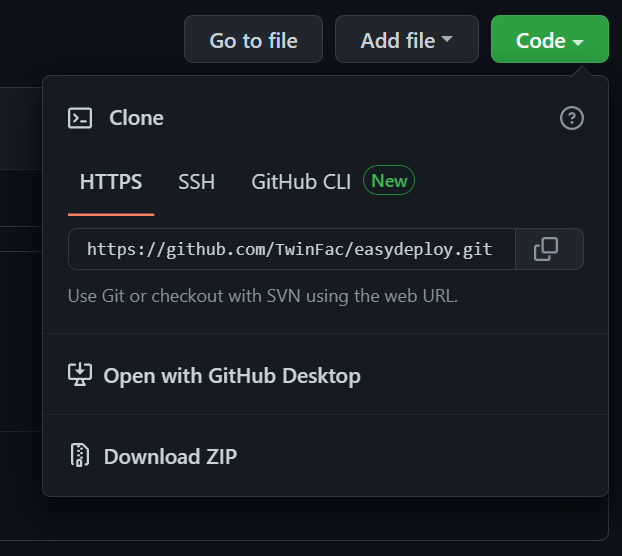 Go to file
Add file
Code
Clone
HTTPS
SSH
GitHub CLI
New
https://github.com/TwinFac/easydeploy.git
Use Git or checkout with SVN using the web URL.
Open with GitHub Desktop
Download ZIP